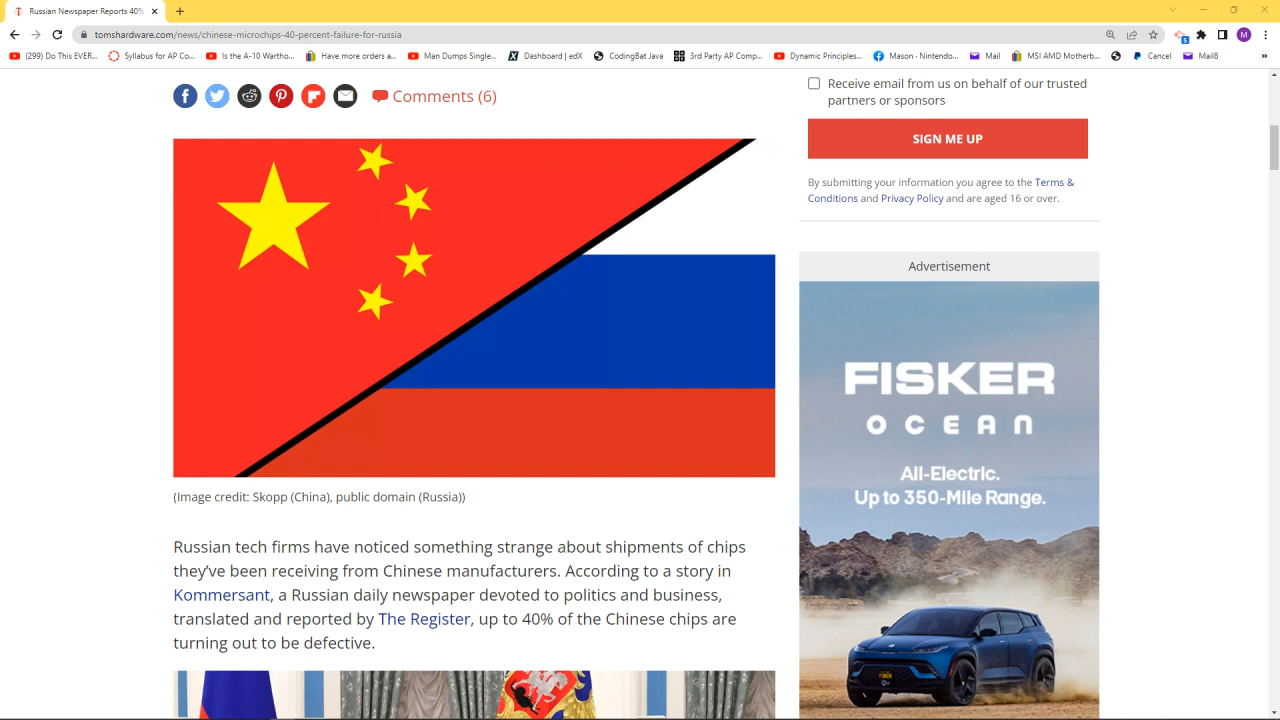 Russian Newspaper Reports 40%
tomshardware.com/news/chinese-microchips-40-percent-failure-for-russia
M
(299) Do This EVER...
Syllabus for AP Co...
Is the A-10 Wartho...
Have more orders a...
Man Dumps Single...
Dashboard | edX
CodingBat Java
3rd Party AP Comp...
Dynamic Principles...
Mason - Nintendo...
Mail
MSI AMD Motherb...
Cancel
Mail8
»
Comments (6)
(Image credit: Skopp (China), public domain (Russia))
Russian tech firms have noticed something strange about shipments of chips
they've been receiving from Chinese manufacturers. According to a story in
Kommersant, a Russian daily newspaper devoted to politics and business,
translated and reported by The Register, up to 40% of the Chinese chips are
turning out to be defective.
Receive email from us on behalf of our trusted
partners or sponsors
SIGN ME UP
By submitting your information you agree to the Terms &
Conditions and Privacy Policy and are aged 16 or over.
Advertisement
FISKER
OCEAN
All-Electric.
Up to 350-Mile Range.